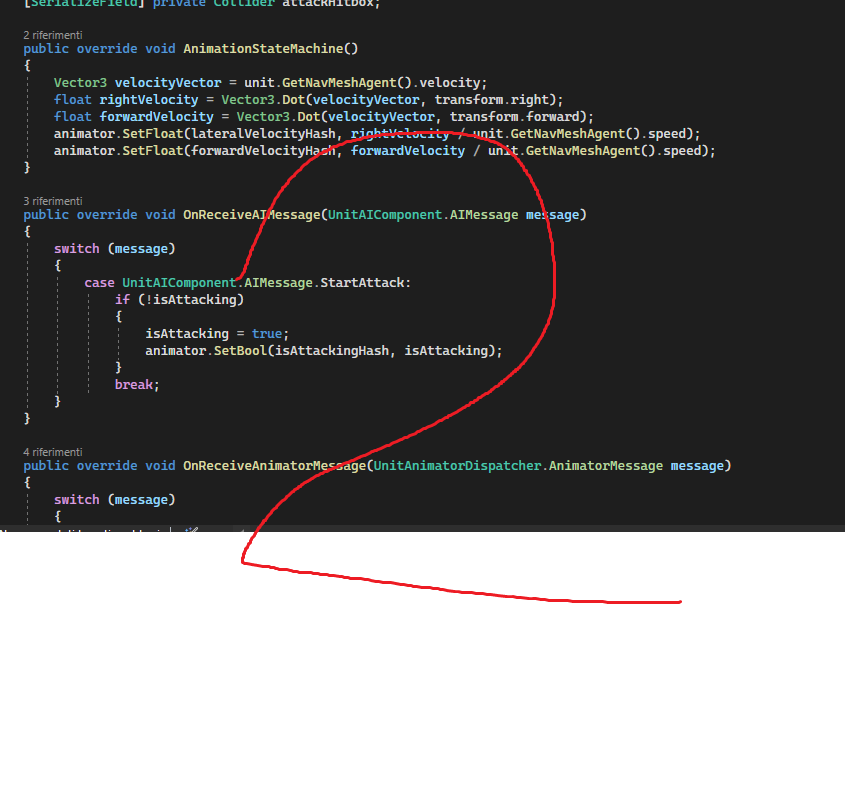 [SerializeField] private Collider attackHitbox;
2 riferimenti
public override void AnimationStateMachine()
{
Vector3 velocityVector = unit.GetNavMeshAgent().velocity;
float rightVelocity = Vector3.Dot(velocityVector, transform.right);
float forwardVelocity = Vector3.Dot(velocityVector, transform.forward);
animator.SetFloat(lateralVelocityHash, rightVelocity / unit.GetNavMeshAgent().speed);
animator.SetFloat(forwardVelocityHash, forwardVelocity / unit.GetNavMeshAgent().speed);
}
3 riferimenti
public override void OnReceiveAIMessage(UnitAIComponent.AIMessage message)
{
switch (message)
{
case UnitAIComponent.AIMessage.StartAttack:
if (!isAttacking)
{
isAttacking = true;
animator.SetBool(isAttackingHash, isAttacking);
}
break;
}
}
4 riferimenti
public override void OnReceiveAnimatorMessage(UnitAnimatorDispatcher.AnimatorMessage message)
{
switch (message)
{
2